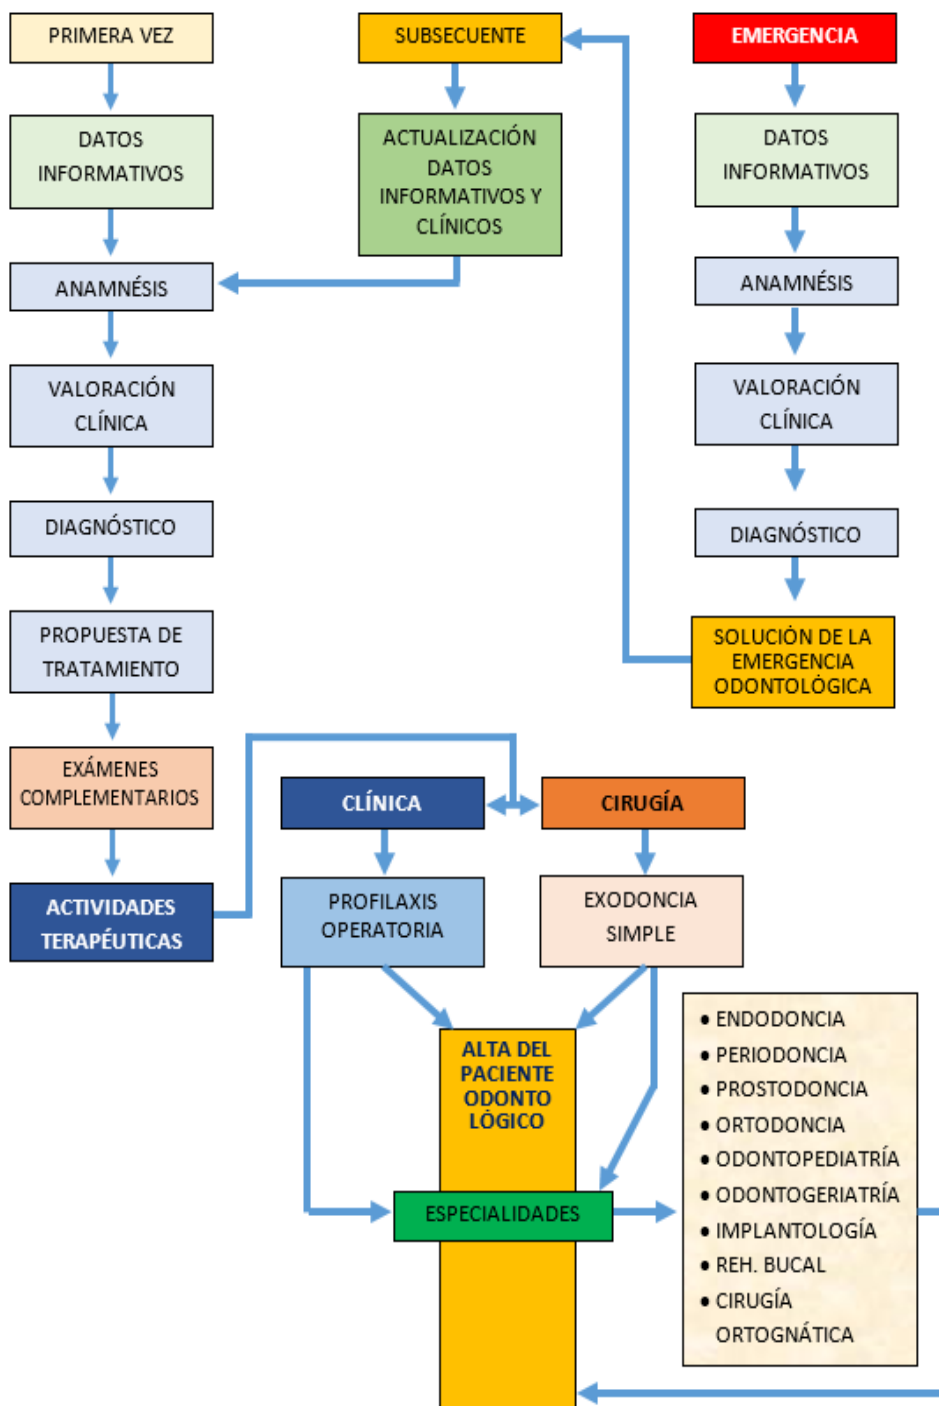 PRIMERA VEZ
SUBSECUENTE
EMERGENCIA
DATOS
INFORMATIVOS
ACTUALIZACIÓN
DATOS
INFORMATIVOS Y
CLÍNICOS
DATOS
INFORMATIVOS
ANAMNÉSIS
ANAMNÉSIS
VALORACIÓN
CLÍNICA
VALORACIÓN
CLÍNICA
DIAGNÓSTICO
DIAGNÓSTICO
PROPUESTA DE
TRATAMIENTO
SOLUCIÓN DE LA
EMERGENCIA
ODONTOLÓGICA
EXÁMENES
COMPLEMENTARIOS
CLÍNICA
CIRUGÍA
ACTIVIDADES
TERAPÉUTICAS
PROFILAXIS
OPERATORIA
EXODONCIA
SIMPLE
ALTA DEL
PACIENTE
ODONTO
LÓGICO
ESPECIALIDADES
• ENDODONCIA
• PERIODONCIA
• PROSTODONCIA
• ORTODONCIA
• ODONTOPEDIATRÍA
• ODONTOGERIATRÍA
• IMPLANTOLOGÍA
• REH. BUCAL
• CIRUGÍA
ORTOGNÁTICA